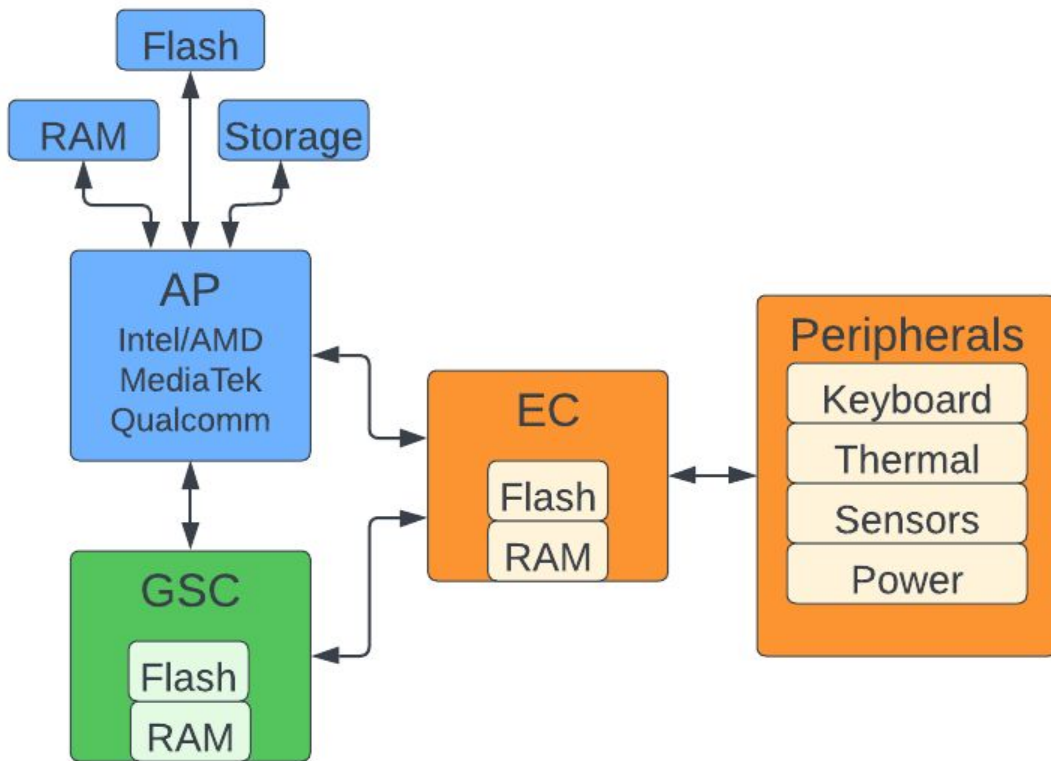 Flash
RAM
Storage
AP
Intel/AMD
MediaTek
Qualcomm
EC
Flash
RAM
Peripherals
Keyboard
Thermal
Sensors
Power
GSC
Flash
RAM